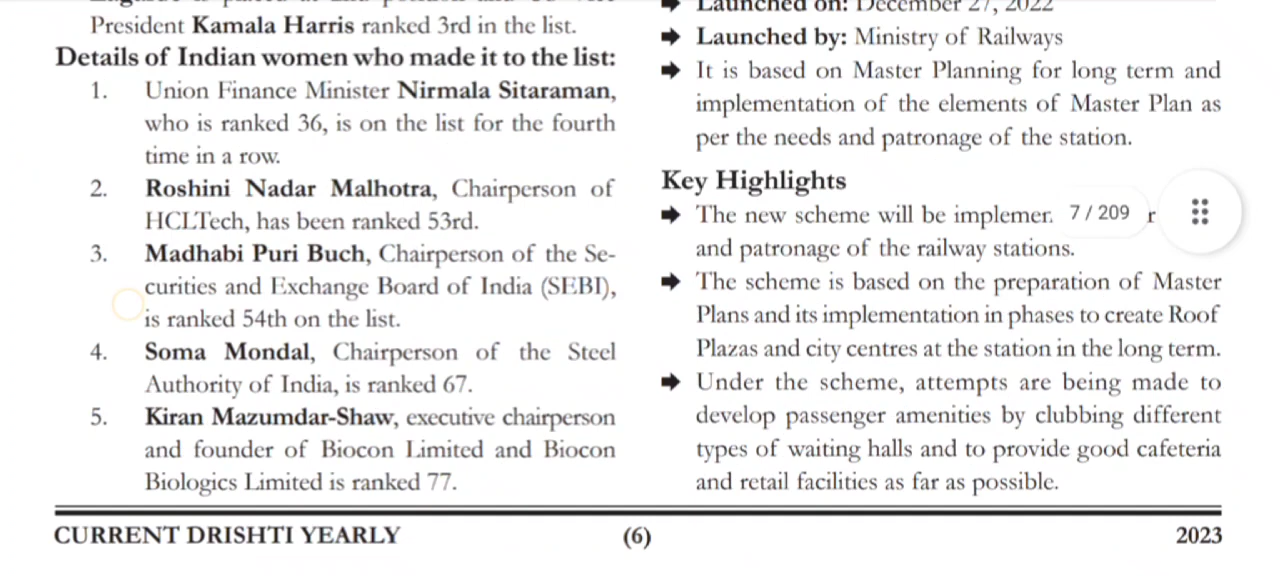 President Kamala Harris ranked 3rd in the list.
Details of Indian women who made it to the list:
1. Union Finance Minister Nirmala Sitaraman,
who is ranked 36, is on the list for the fourth
time in a row.
2. Roshini Nadar Malhotra, Chairperson of
HCLTech, has been ranked 53rd.
3. Madhabi Puri Buch, Chairperson of the Se-
curities and Exchange Board of India (SEBI),
is ranked 54th on the list.
4. Soma Mondal, Chairperson of the Steel
Authority of India, is ranked 67.
5. Kiran Mazumdar-Shaw, executive chairperson
and founder of Biocon Limited and Biocon
Biologics Limited is ranked 77.
➡ Launched on: December 27, 2022
➡ Launched by: Ministry of Railways
➡ It is based on Master Planning for long term and
implementation of the elements of Master Plan as
per the needs and patronage of the station.
Key Highlights
➡ The new scheme will be
7 / 209
and patronage of the railway stations.
➡ The scheme is based on the preparation of Master
Plans and its implementation in phases to create Roof
Plazas and city centres at the station in the long term.
➡ Under the scheme, attempts are being made to
develop passenger amenities by clubbing different
types of waiting halls and to provide good cafeteria
and retail facilities as far as possible.
CURRENT DRISHTI YEARLY
(6)
2023